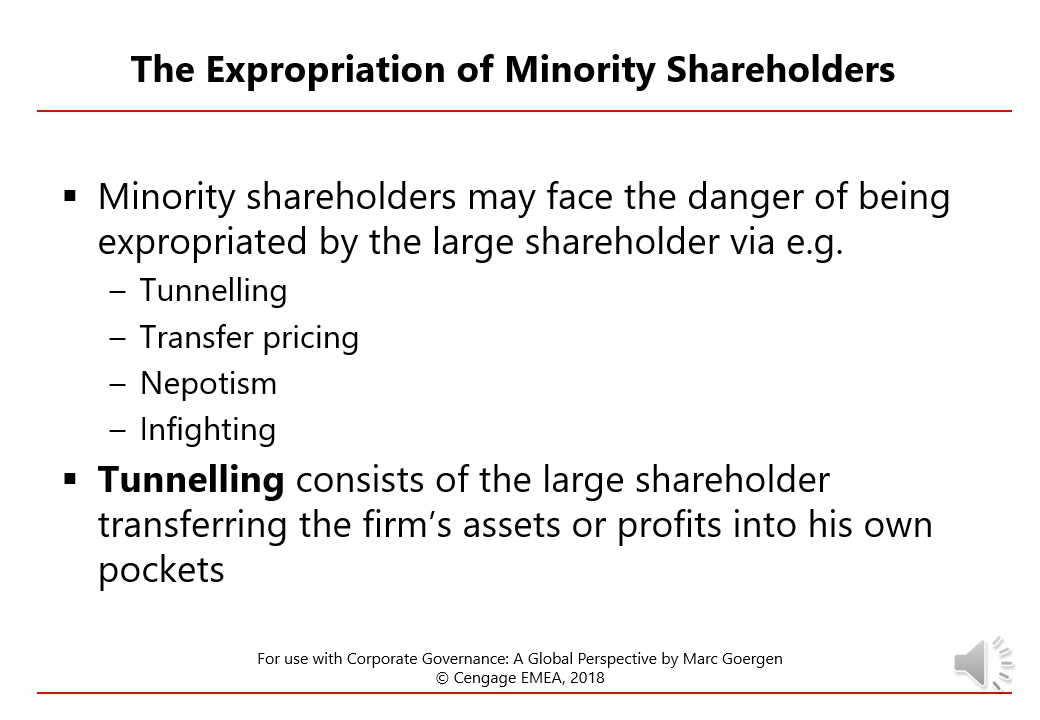 The Expropriation of Minority Shareholders
▪ Minority shareholders may face the danger of being
expropriated by the large shareholder via e.g.
– Tunnelling
– Transfer pricing
– Nepotism
– Infighting
▪ Tunnelling consists of the large shareholder
transferring the firm’s assets or profits into his own
pockets
For use with Corporate Governance: A Global Perspective by Marc Goergen
© Cengage EMEA, 2018